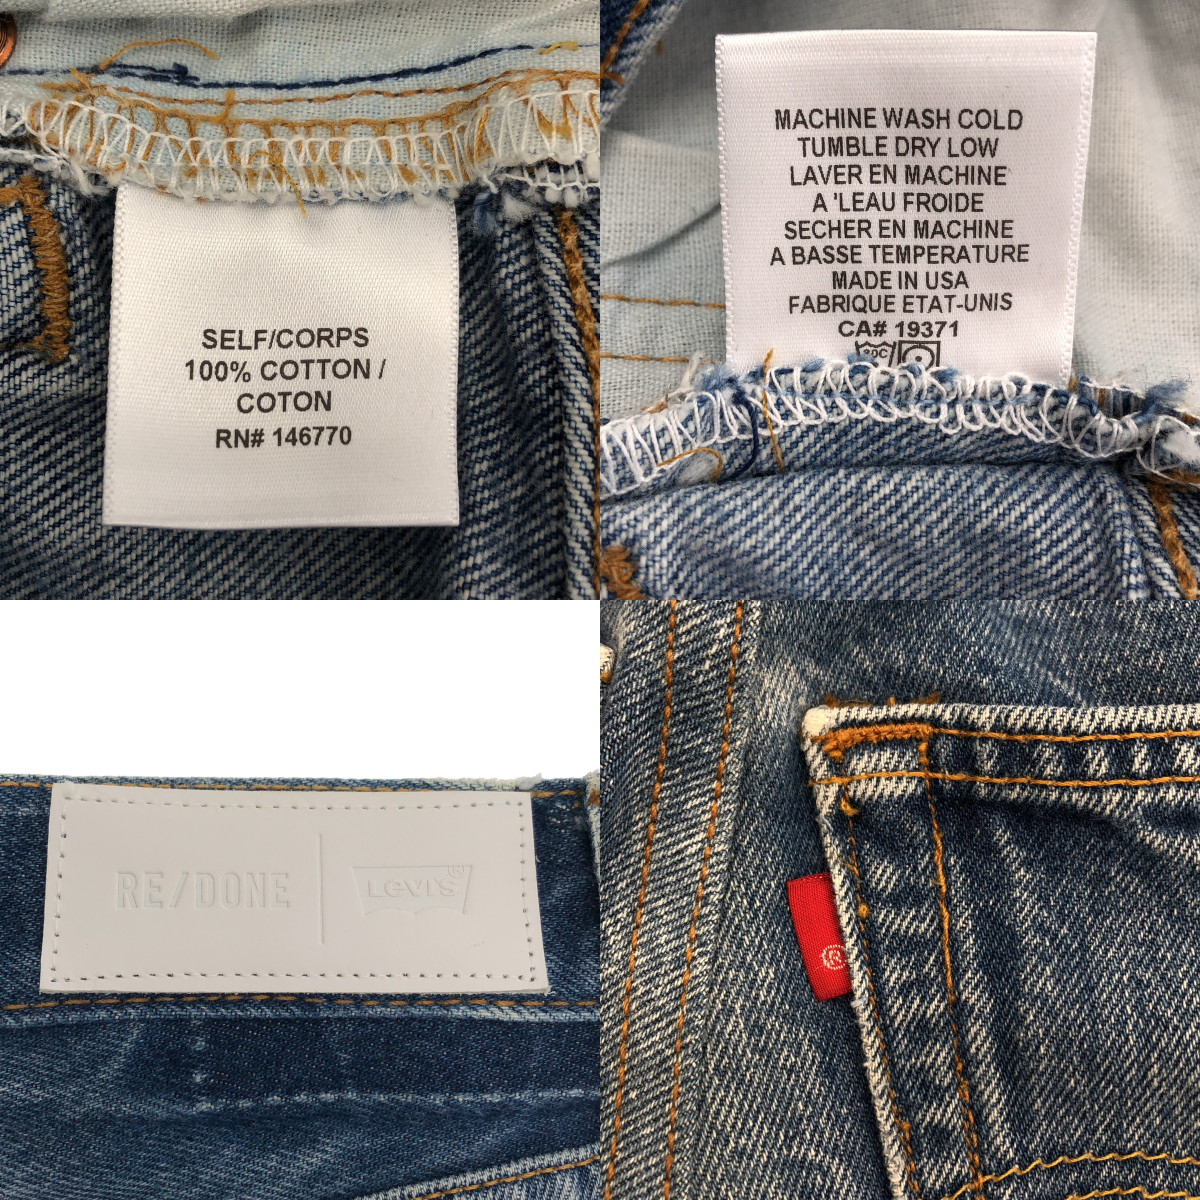 SELF/CORPS
100% COTTON /
COTON
RN# 146770
MACHINE WASH COLD
TUMBLE DRY LOW
LAVER EN MACHINE
A 'LEAU FROIDE
SECHER EN MACHINE
A BASSE TEMPERATURE
MADE IN USA
FABRIQUE ETAT-UNIS
CA# 19371
30C
RE/DONE | Levi's®
®